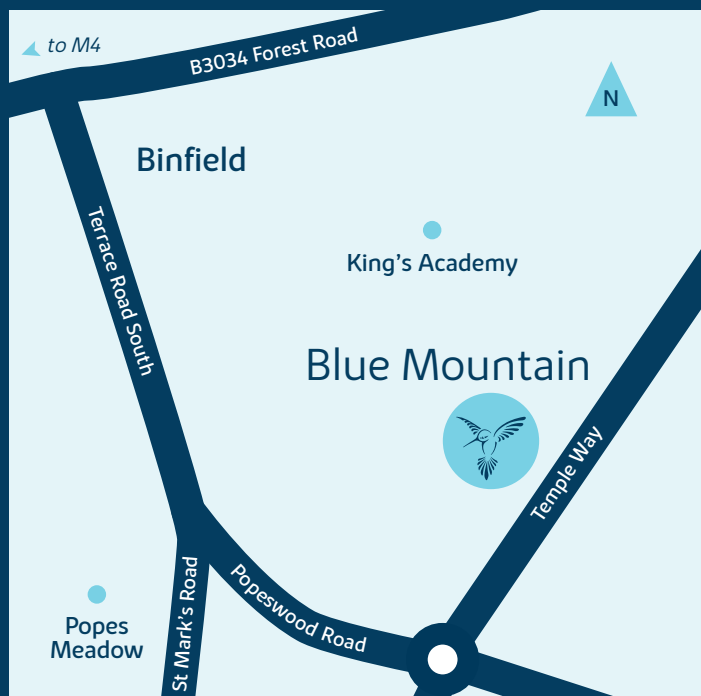 to M4
B3034 Forest Road
N
Binfield
Terrace Road South
King's Academy
Blue Mountain
Temple Way
St Mark's Road
Popeswood Road
Popes
Meadow